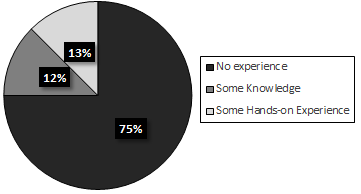 13%
12%
75%
No experience
Some Knowledge
Some Hands-on Experience